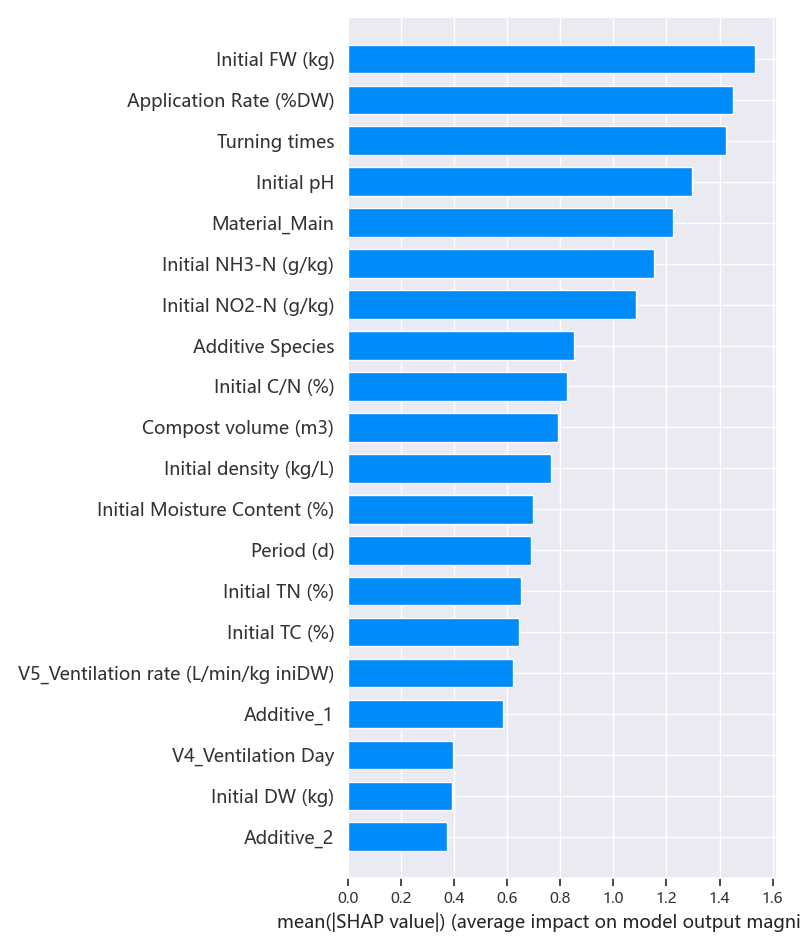 Initial FW (kg)
Application Rate (%DW)
Turning times
Initial pH
Material_Main
Initial NH3-N (g/kg)
Initial NO2-N (g/kg)
Additive Species
Initial C/N (%)
Compost volume (m3)
Initial density (kg/L)
Initial Moisture Content (%)
Period (d)
Initial TN (%)
Initial TC (%)
V5_Ventilation rate (L/min/kg iniDW)
Additive_1
V4_Ventilation Day
Initial DW (kg)
Additive_2
0.0 0.2 0.4 0.6 0.8 1.0 1.2 1.4 1.6
mean(|SHAP value|) (average impact on model output magni